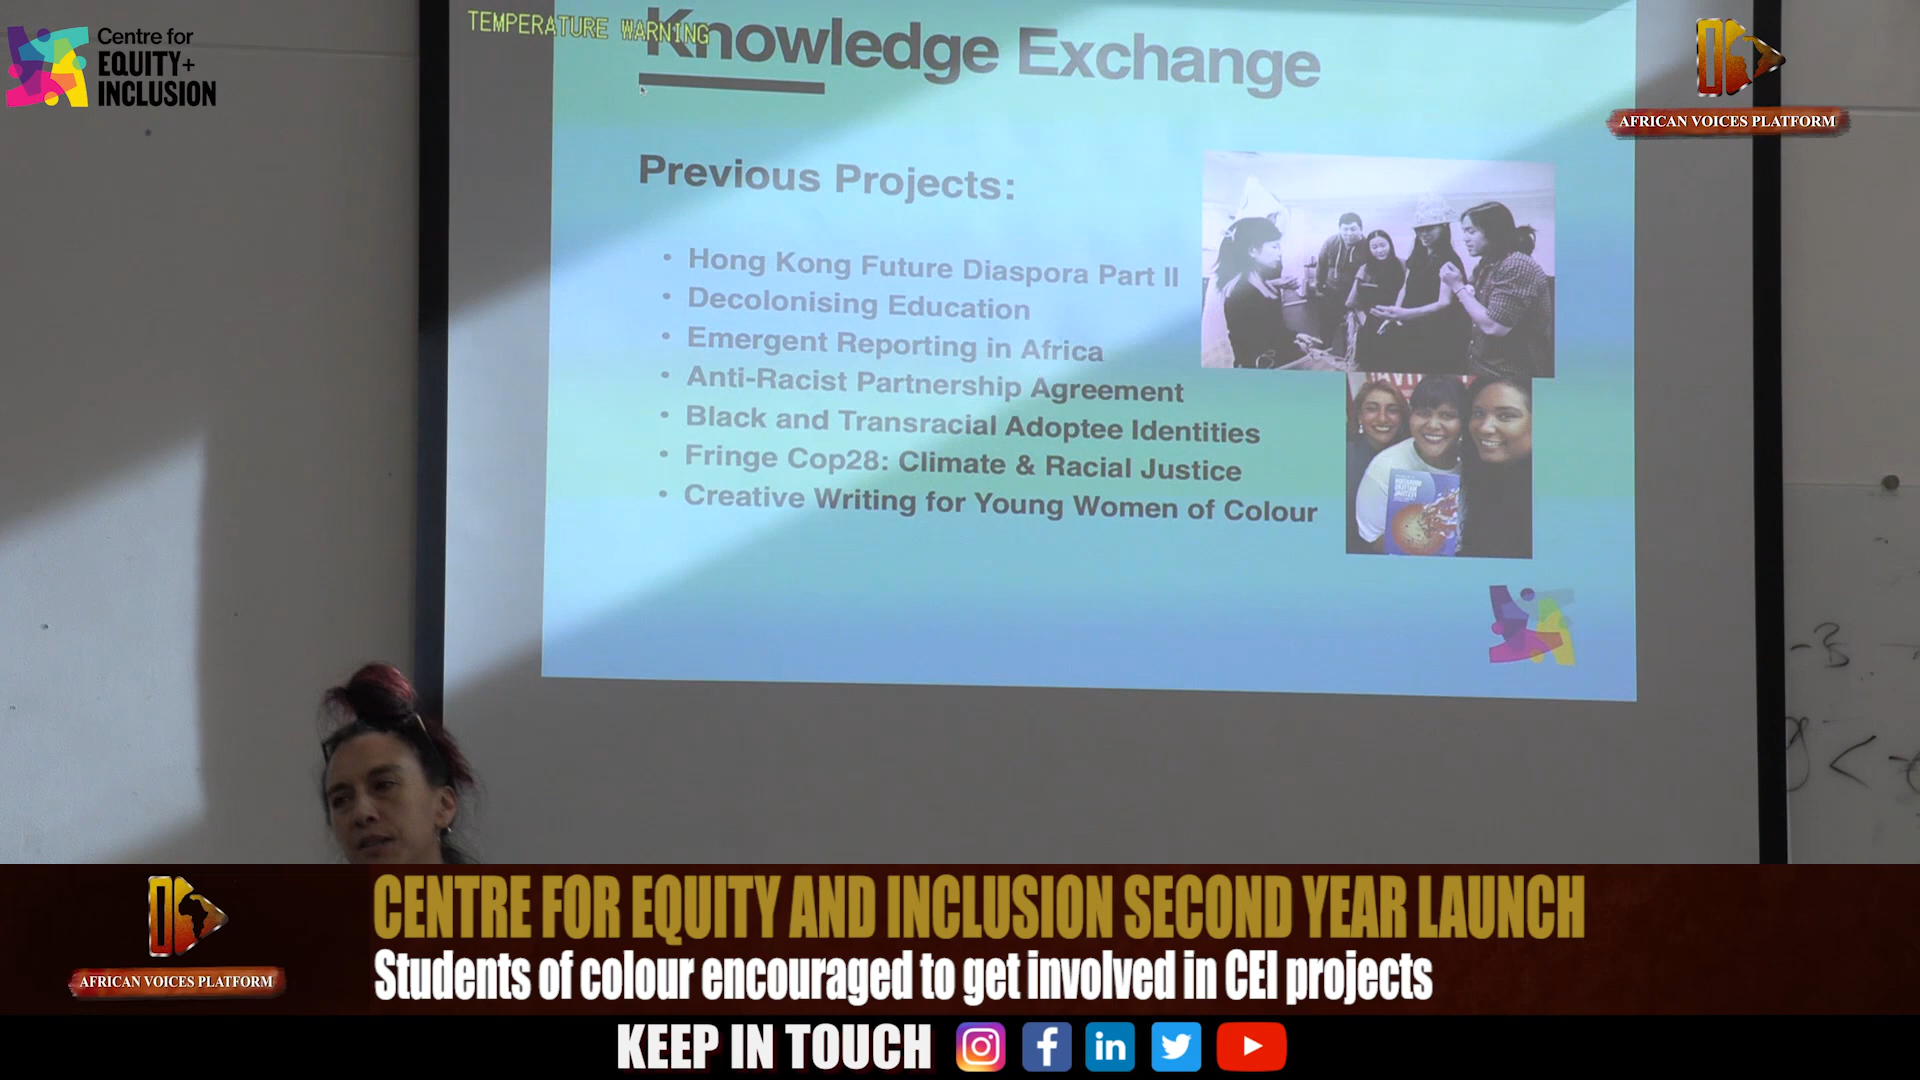 Centre for
EQUITY+
INCLUSION
TEMPERATURE WARNING
Knowledge Exchange
AFRICAN VOICES PLATFORM
Previous Projects:
• Hong Kong Future Diaspora Part II
• Decolonising Education
• Emergent Reporting in Africa
• Anti-Racist Partnership Agreement
• Black and Transracial Adoptee Identities
• Fringe Cop28: Climate & Racial Justice
• Creative Writing for Young Women of Colour
-3
CENTRE FOR EQUITY AND INCLUSION SECOND YEAR LAUNCH
Students of colour encouraged to get involved in CEI projects
AFRICAN VOICES PLATFORM
KEEP IN TOUCH